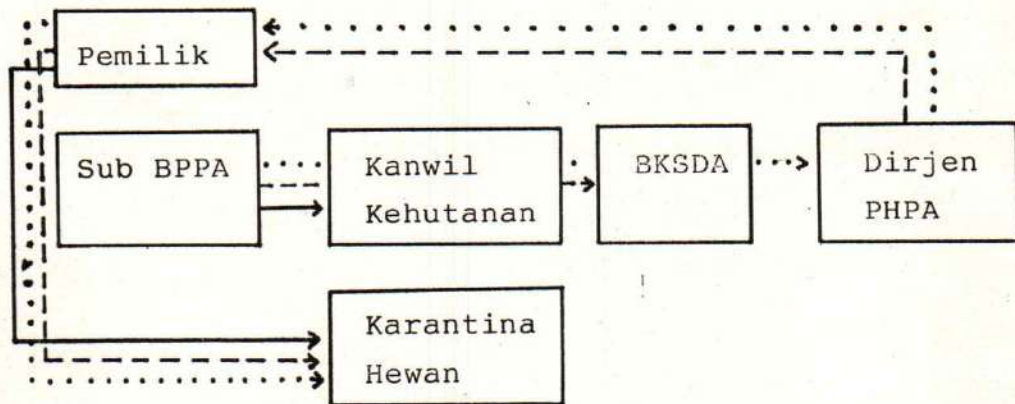 Pemilik
Sub BPPA
Kanwil
Kehutanan
BKSDA
Dirjen
PHPA
Karantina
Hewan